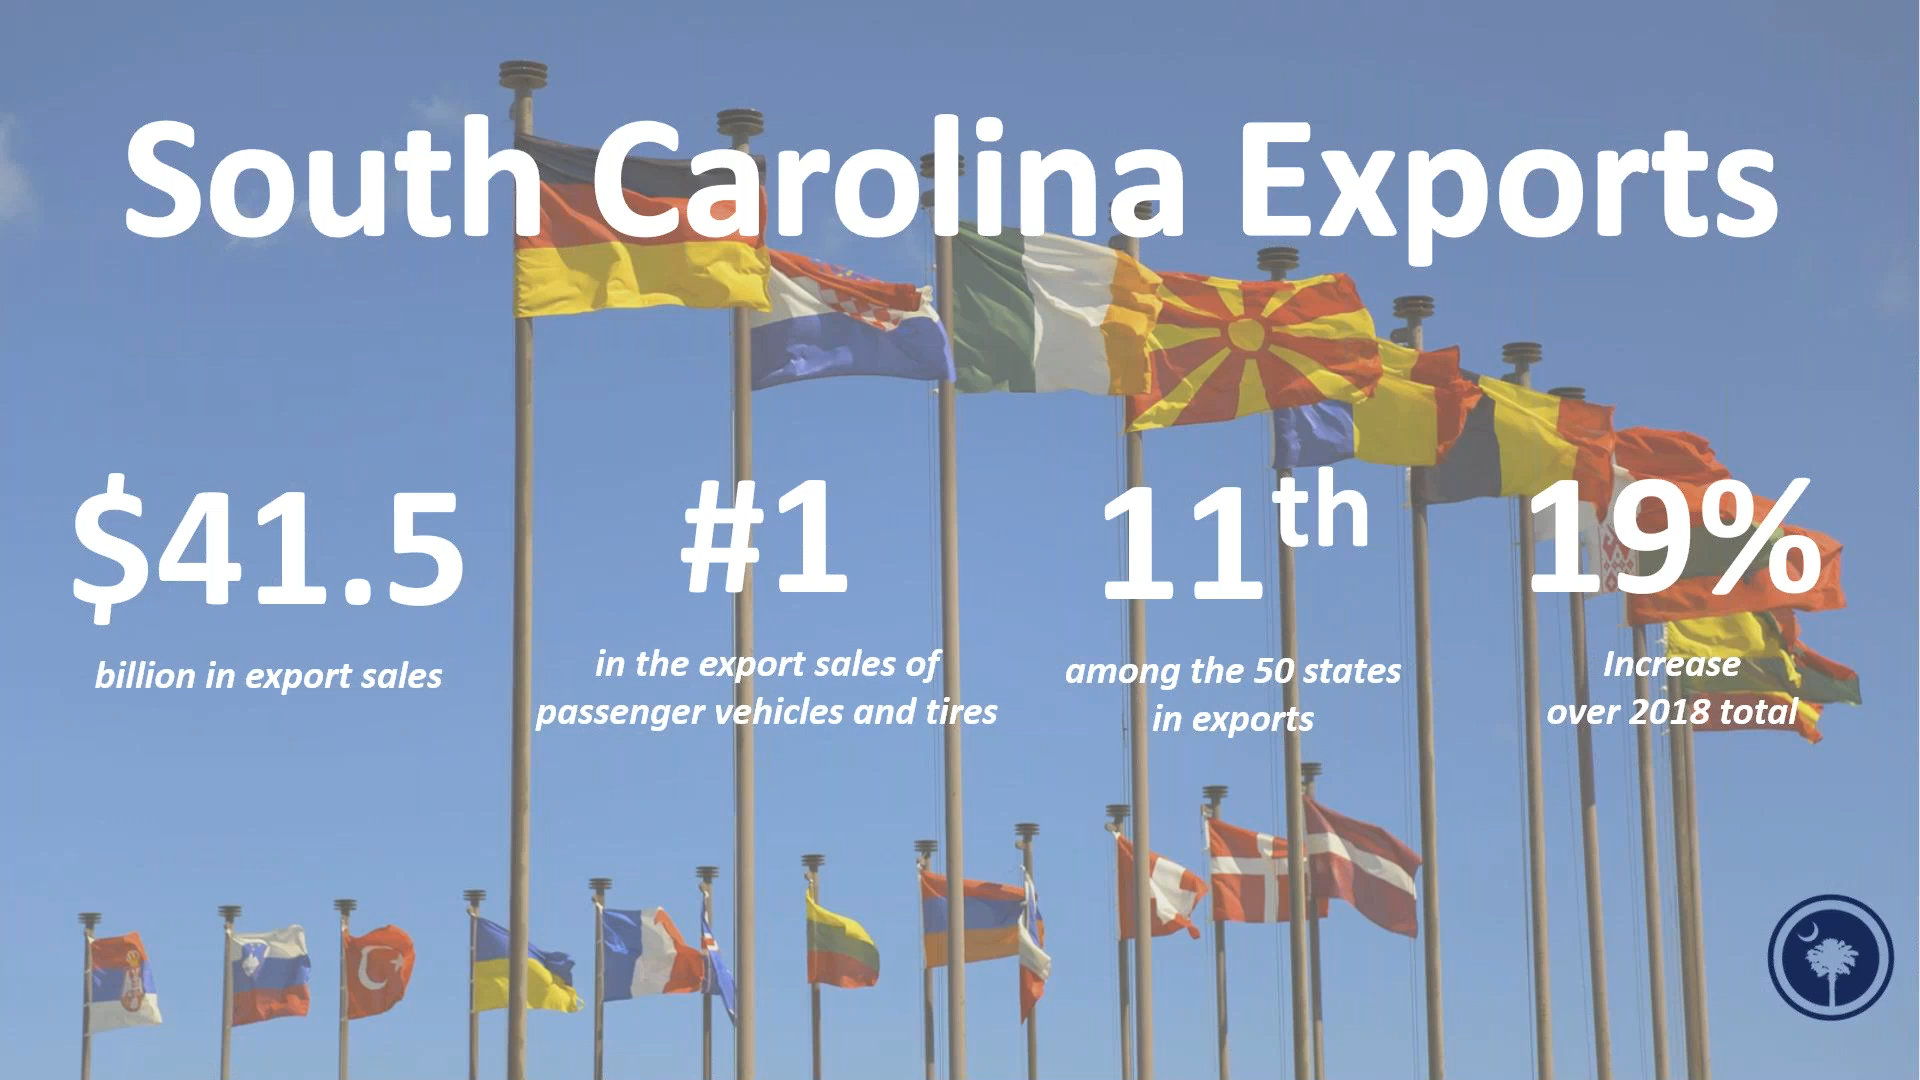 South Carolina Exports
$41.5
billion in export sales
#1
in the export sales of
passenger vehicles and tires
11th
among the 50 states
in exports
19%
Increase
over 2018 total